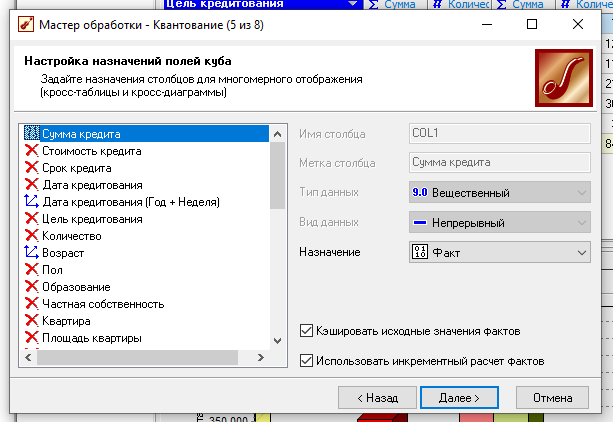 Цель кредитования
Σ Сумма
# Количес
# Колич
Мастер обработки - Квантование (5 из 8)
Настройка назначений полей куба
Задайте назначения столбцов для многомерного отображения
(кросс-таблицы и кросс-диаграммы)
Сумма кредита
Стоимость кредита
Срок кредита
Дата кредитования
Дата кредитования (Год + Неделя)
Цель кредитования
Количество
Возраст
Пол
Образование
Частная собственность
Квартира
Площадь квартиры
Имя столбца
COL1
Метка столбца
Сумма кредита
Тип данных
9.0 Вещественный
Вид данных
Непрерывный
Назначение
Факт
Кэшировать исходные значения фактов
Использовать инкрементный расчет фактов
< Назад
Далее >
Отмена
350 000